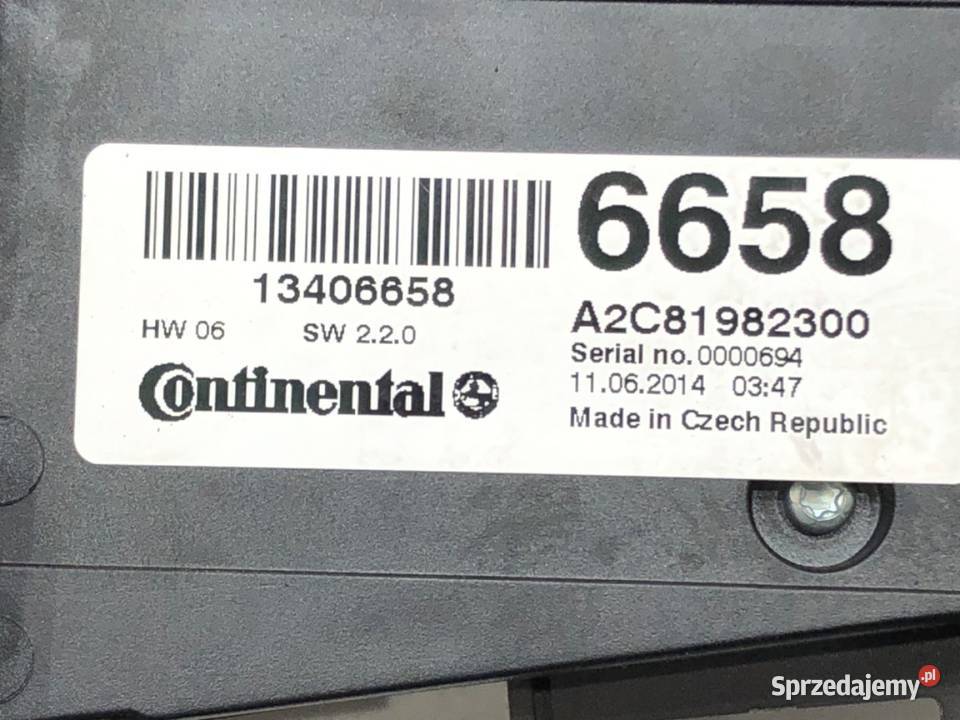 13406658
HW 06 SW 2.2.0
Continental
6658
A2C81982300
Serial no. 0000694
11.06.2014 03:47
Made in Czech Republic
Sprzedajemy.pl